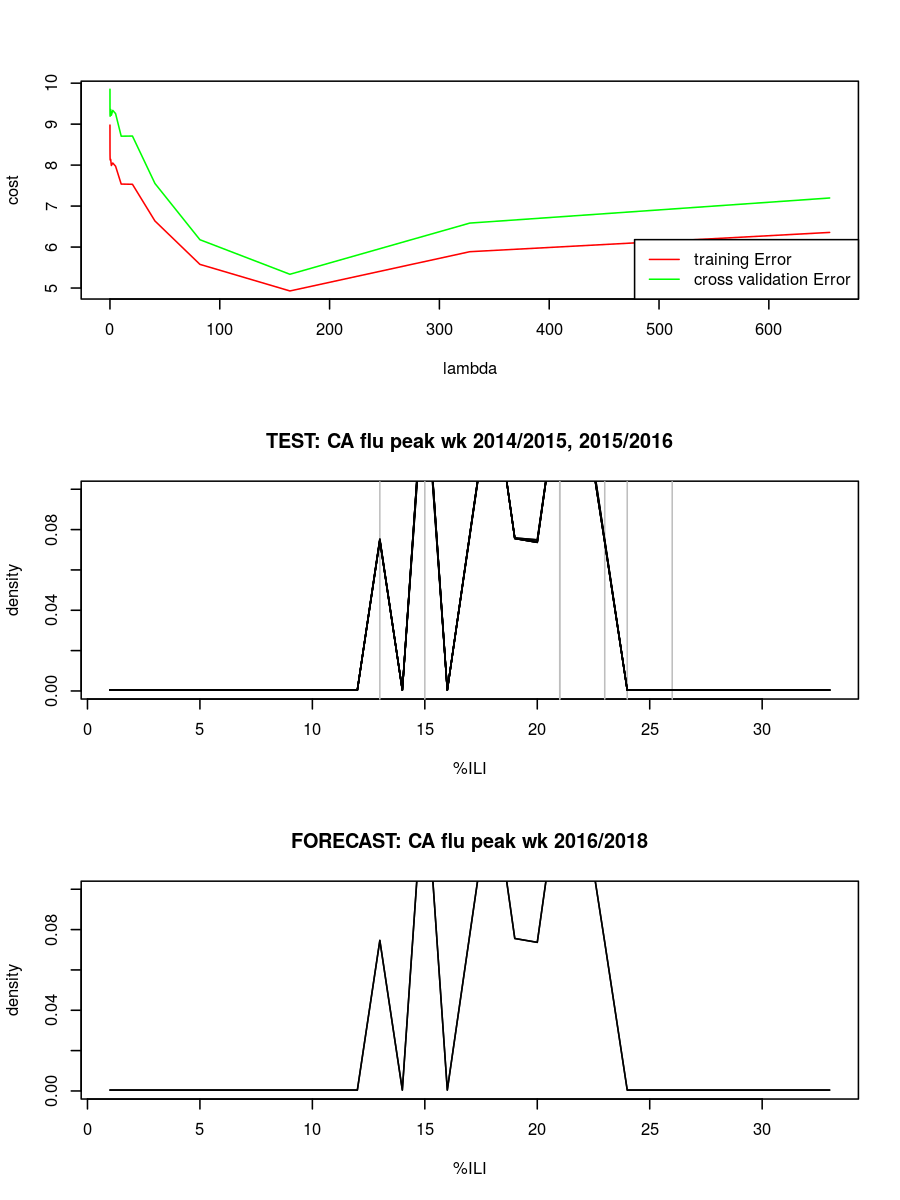 10
9
8
7
6
5
cost
training Error
cross validation Error
0 100 200 300 400 500 600
lambda
TEST: CA flu peak wk 2014/2015, 2015/2016
0.08
0.04
0.00
density
0 5 10 15 20 25 30
%ILI
FORECAST: CA flu peak wk 2016/2018
0.08
0.04
0.00
density
0 5 10 15 20 25 30
%ILI